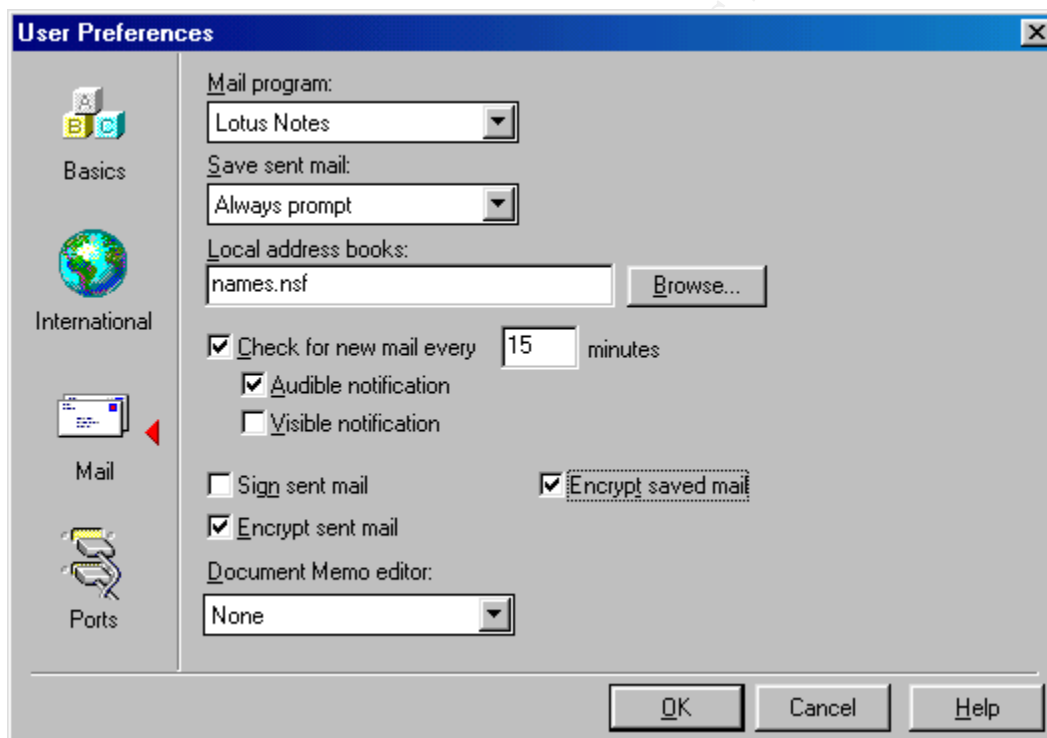 User Preferences
A
B C
Basics
International
Mail
Ports
Mail program:
Lotus Notes
Save sent mail:
Always prompt
Local address books:
names.nsf
Browse...
Check for new mail every 15 minutes
Audible notification
Visible notification
Sign sent mail
Encrypt saved mail
Encrypt sent mail
Document Memo editor:
None
OK
Cancel
Help